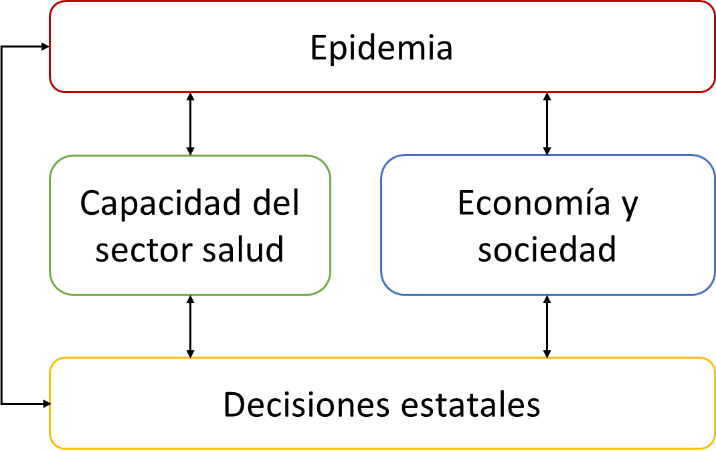 Epidemia
Capacidad del
sector salud
Economía y
sociedad
Decisiones estatales